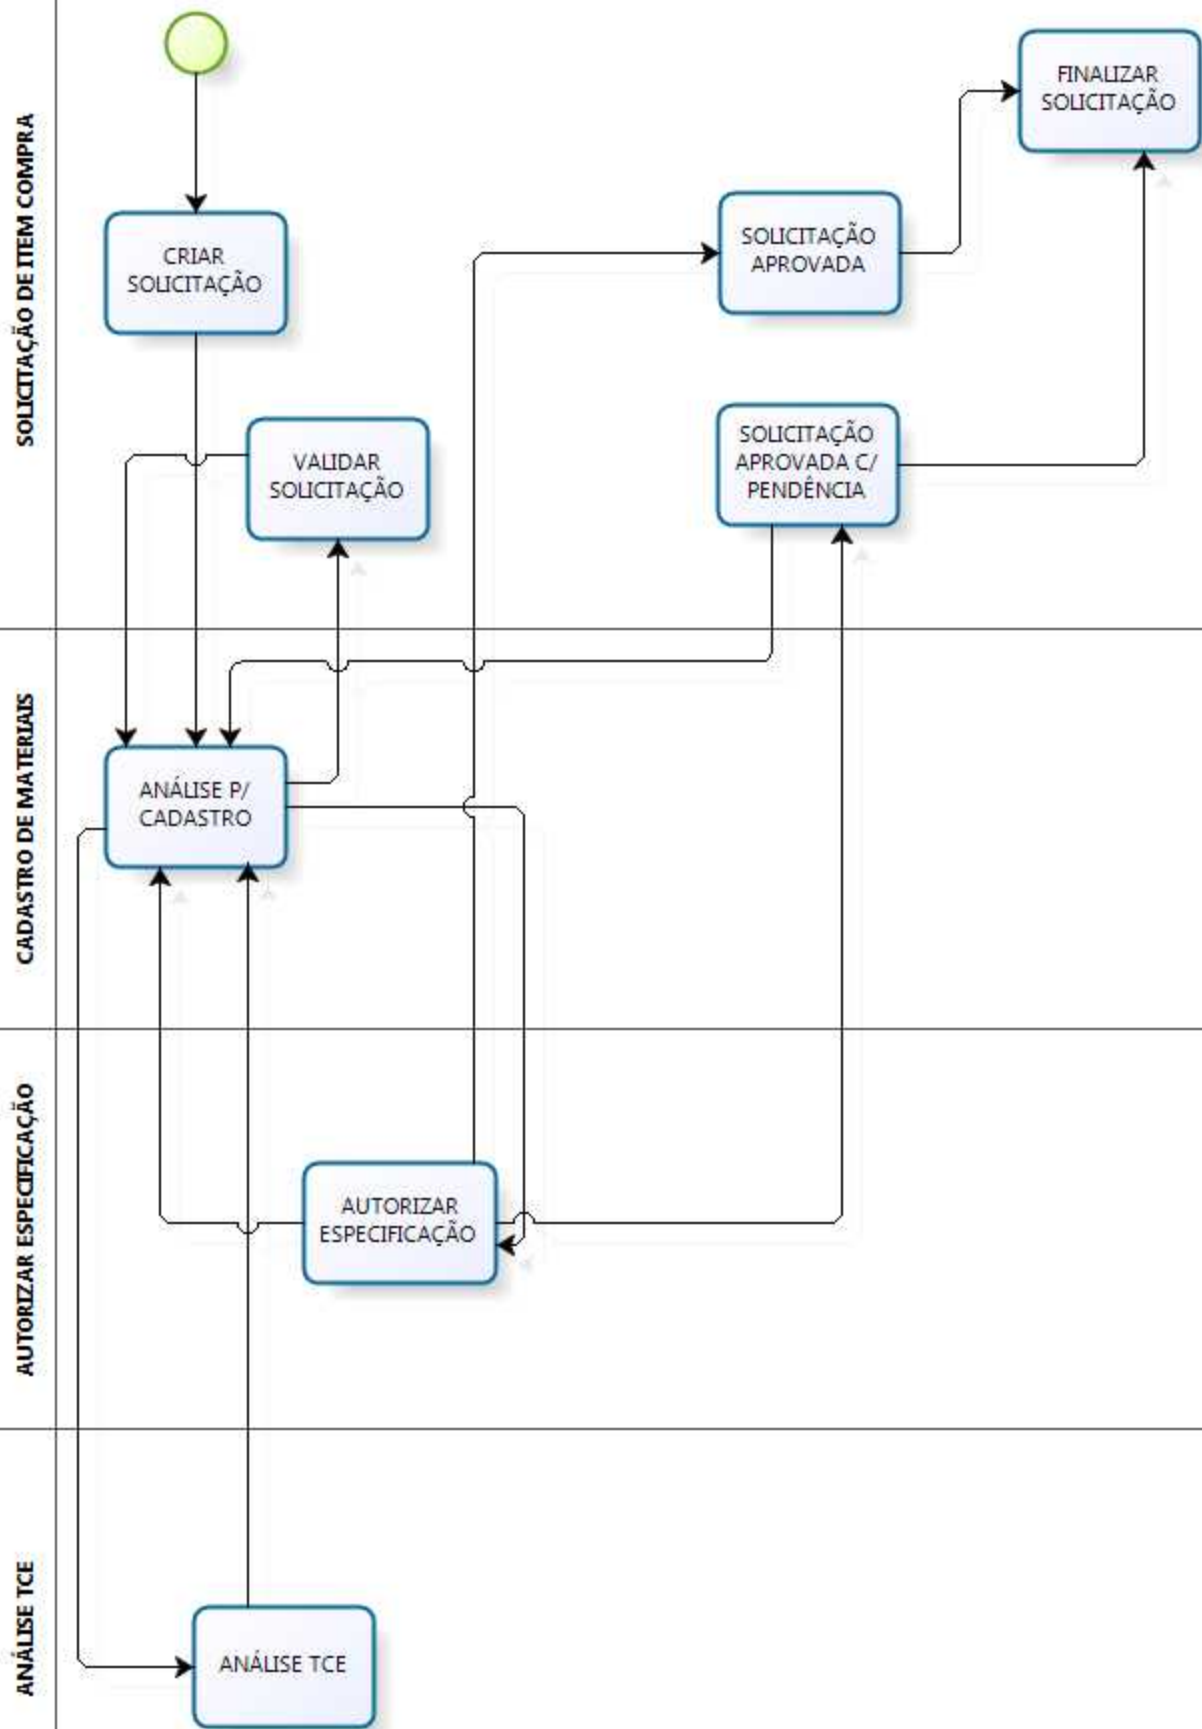 SOLICITAÇÃO DE ITEM COMPRA
FINALIZAR
SOLICITAÇÃO
CRIAR
SOLICITAÇÃO
SOLICITAÇÃO
APROVADA
VALIDAR
SOLICITAÇÃO
SOLICITAÇÃO
APROVADA C/
PENDÊNCIA
CADASTRO DE MATERIAIS
ANÁLISE P/
CADASTRO
AUTORIZAR ESPECIFICAÇÃO
AUTORIZAR
ESPECIFICAÇÃO
ANÁLISE TCE
ANÁLISE TCE